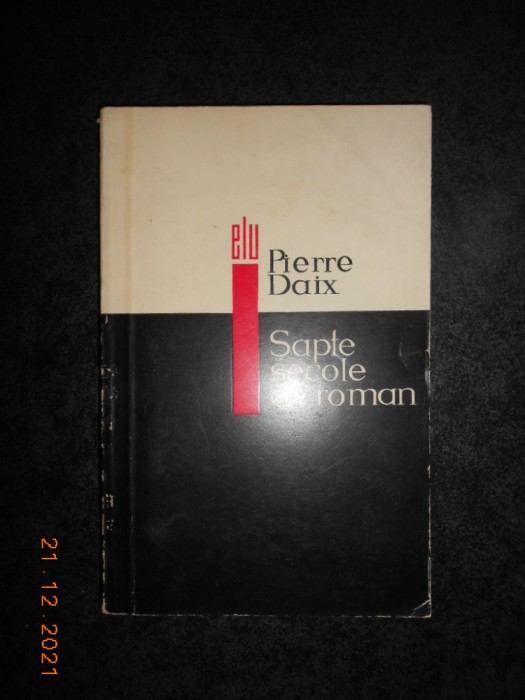 elu
Pierre
Daix
Sapte
secole
roman
21.12.2021